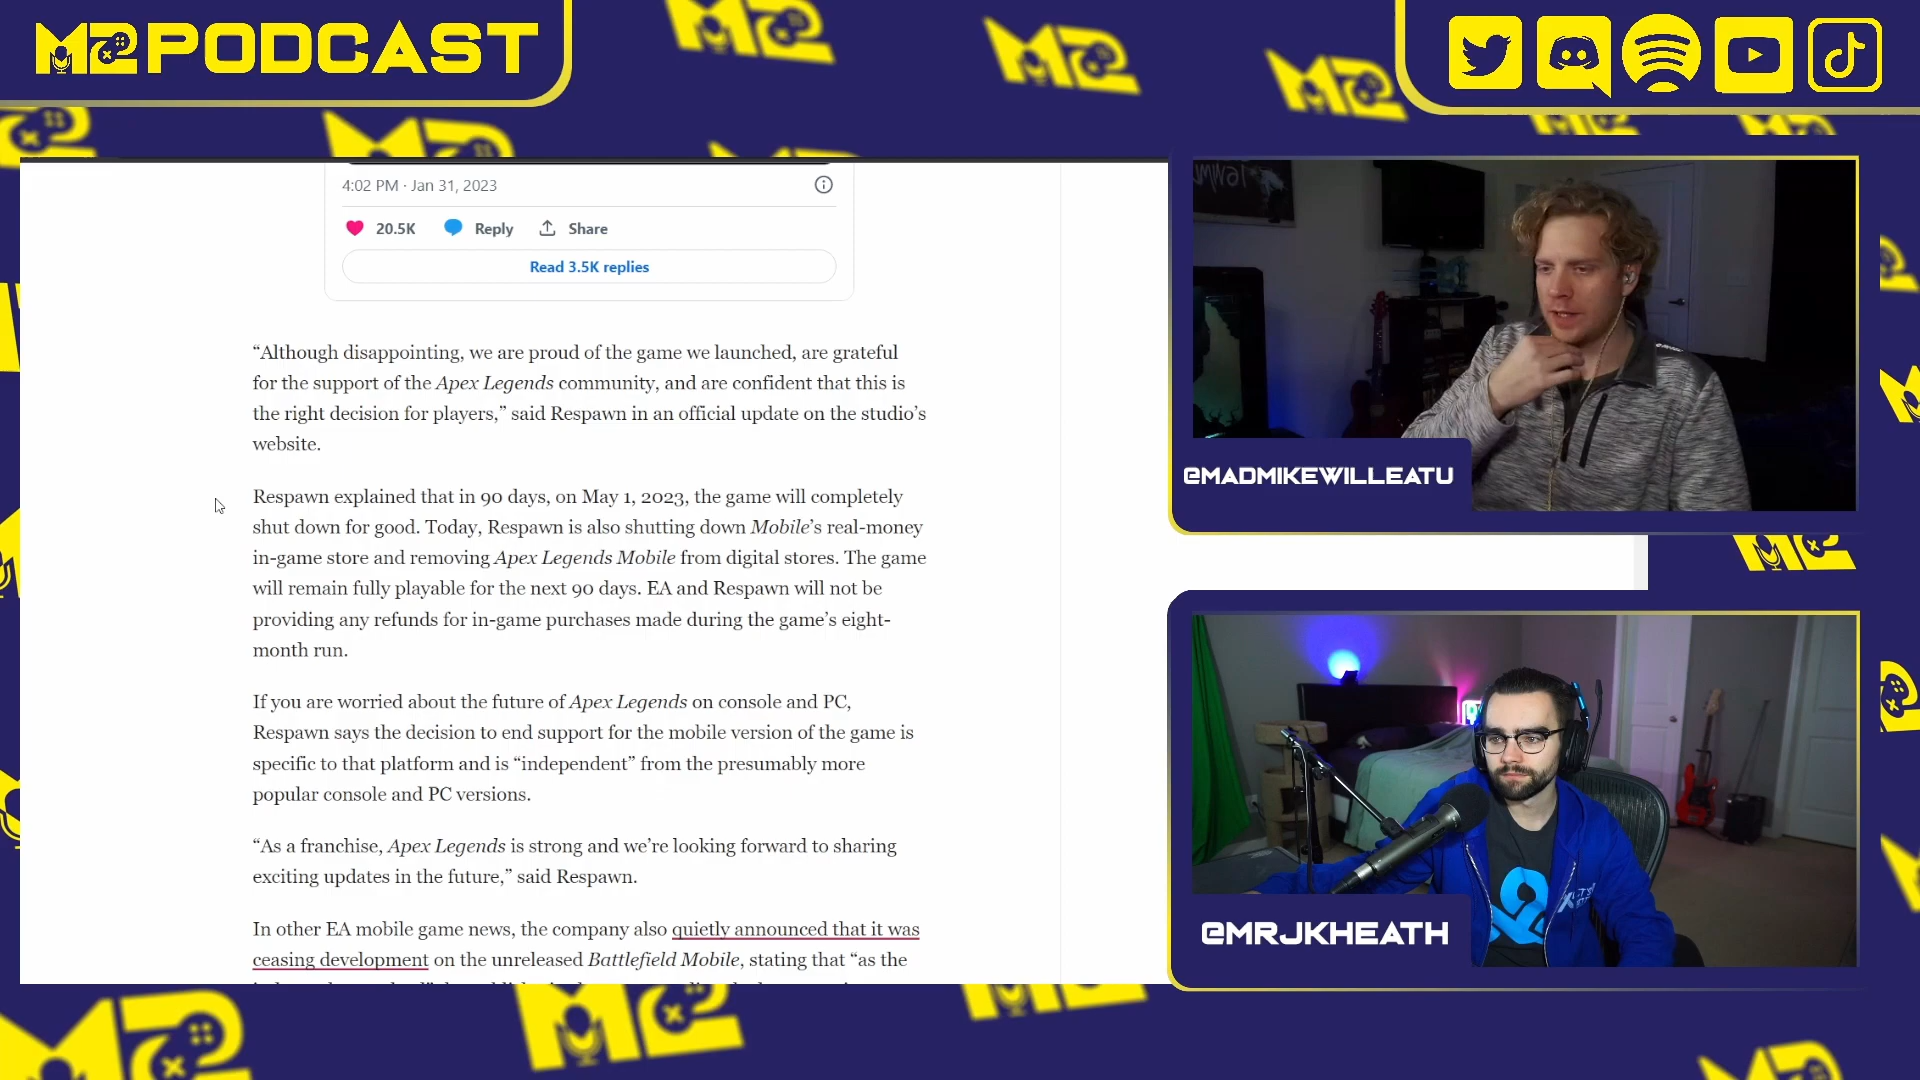 M2 PODCAST
4:02 PM · Jan 31, 2023
20.5K Reply Share
Read 3.5K replies
“Although disappointing, we are proud of the game we launched, are grateful
for the support of the Apex Legends community, and are confident that this is
the right decision for players,” said Respawn in an official update on the studio’s
website.
Respawn explained that in 90 days, on May 1, 2023, the game will completely
shut down for good. Today, Respawn is also shutting down Mobile’s real-money
in-game store and removing Apex Legends Mobile from digital stores. The game
will remain fully playable for the next 90 days. EA and Respawn will not be
providing any refunds for in-game purchases made during the game’s eight-
month run.
If you are worried about the future of Apex Legends on console and PC,
Respawn says the decision to end support for the mobile version of the game is
specific to that platform and is “independent” from the presumably more
popular console and PC versions.
“As a franchise, Apex Legends is strong and we’re looking forward to sharing
exciting updates in the future,” said Respawn.
In other EA mobile game news, the company also quietly announced that it was
ceasing development on the unreleased Battlefield Mobile, stating that “as the
@MADMIKEWILLEATU
@MRJKHEATH